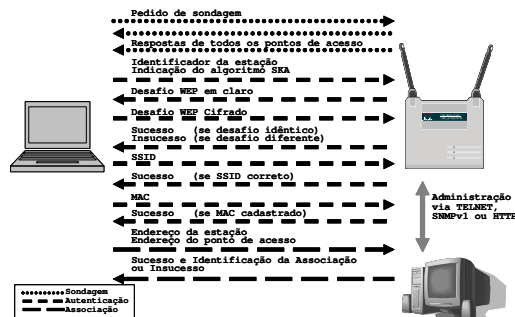 Pedido de sondagem
Respostas de todos os pontos de acesso
Identificador da estação
Indicação do algoritmo SKA
Desafio WEP em claro
Desafio WEP Cifrado
Sucesso (se desafio idêntico)
Insucesso (se desafio diferente)
SSID
Sucesso (se SSID correto)
MAC
Sucesso (se MAC cadastrado)
Endereço da estação
Endereço do ponto de acesso
Sucesso e Identificação da Associação
ou Insucesso
Administração
via TELNET,
SNMPv1 ou HTTP
Sondagem
Autenticação
Associação